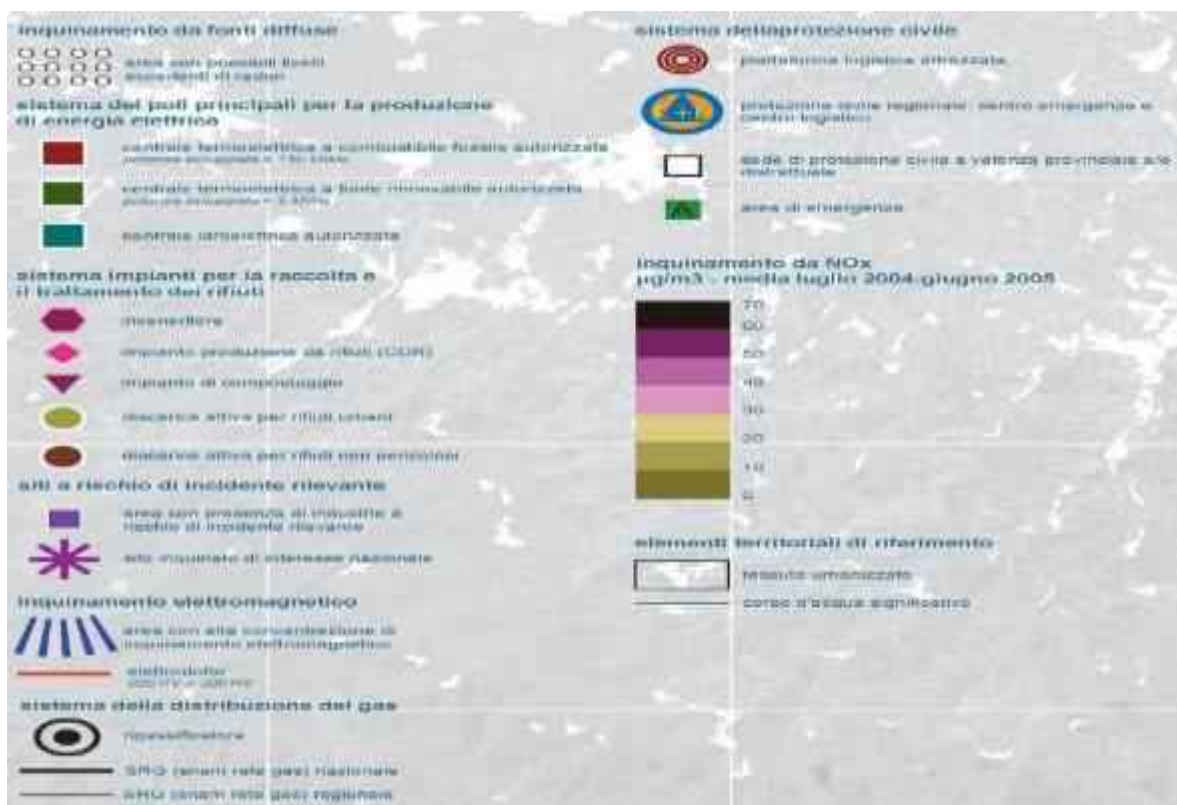 inquinamento da fonti diffuse
area con possibili livelli
eccedenti di radon
sistema dei poli principali per la produzione
di energia elettrica
centrale termoelettrica a combustibile fossile autorizzata
centrale termoelettrica a fonte rinnovabile autorizzata
centrale idroelettrica autorizzata
sistema impianti per la raccolta e
il trattamento dei rifiuti
inceneritore
impianto produzione da rifiuti (CDR)
impianto di compostaggio
discarica attiva per rifiuti urbani
discarica attiva per rifiuti non pericolosi
siti a rischio di incidente rilevante
area con presenza di industrie a
rischio di incidente rilevante
sito inquinato di interesse nazionale
inquinamento elettromagnetico
area con alta concentrazione di
inquinamento elettromagnetico
elettrodotto
sistema della distribuzione del gas
rigassificatore
SRG (snam rete gas) nazionale
SRG (snam rete gas) regionale
sistema dellaprotezione civile
piattaforma logistica attrezzata
protezione civile regionale: centro emergenze e
centro logistico
sede di protezione civile a valenza provinciale e/o
distrettuale
area di emergenza
inquinamento da NOx
µg/m3 - media luglio 2004-giugno 2005
70
60
50
40
30
20
10
0
elementi territoriali di riferimento
tessuto urbanizzato
corso d'acqua significativo